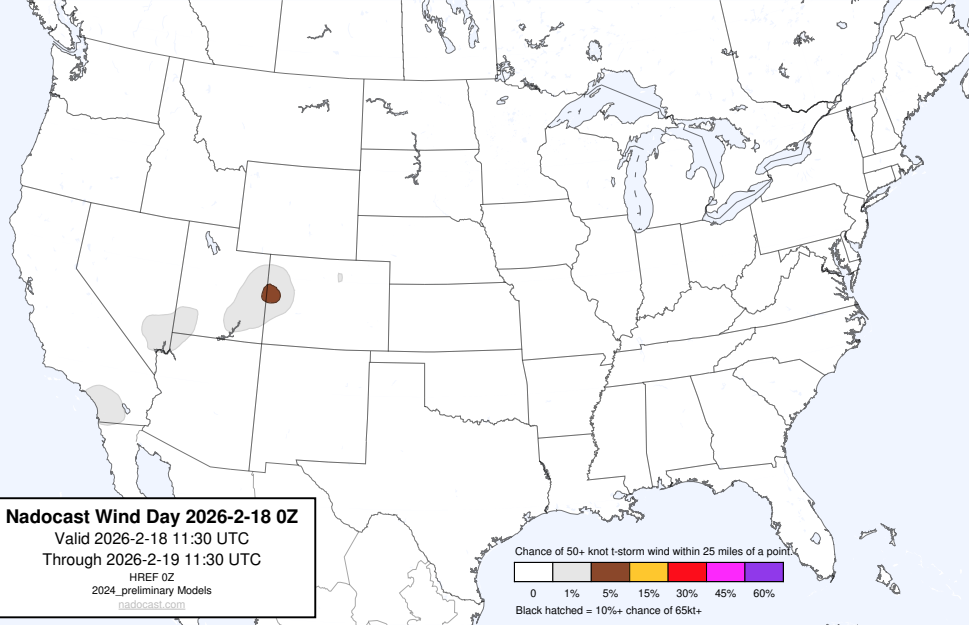 Nadocast Wind Day 2026-2-18 0Z
Valid 2026-2-18 11:30 UTC
Through 2026-2-19 11:30 UTC
HREF 0Z
2024_preliminary Models
nadocast.com
Chance of 50+ knot t-storm wind within 25 miles of a point.
0 1% 5% 15% 30% 45% 60%
Black hatched = 10%+ chance of 65kt+